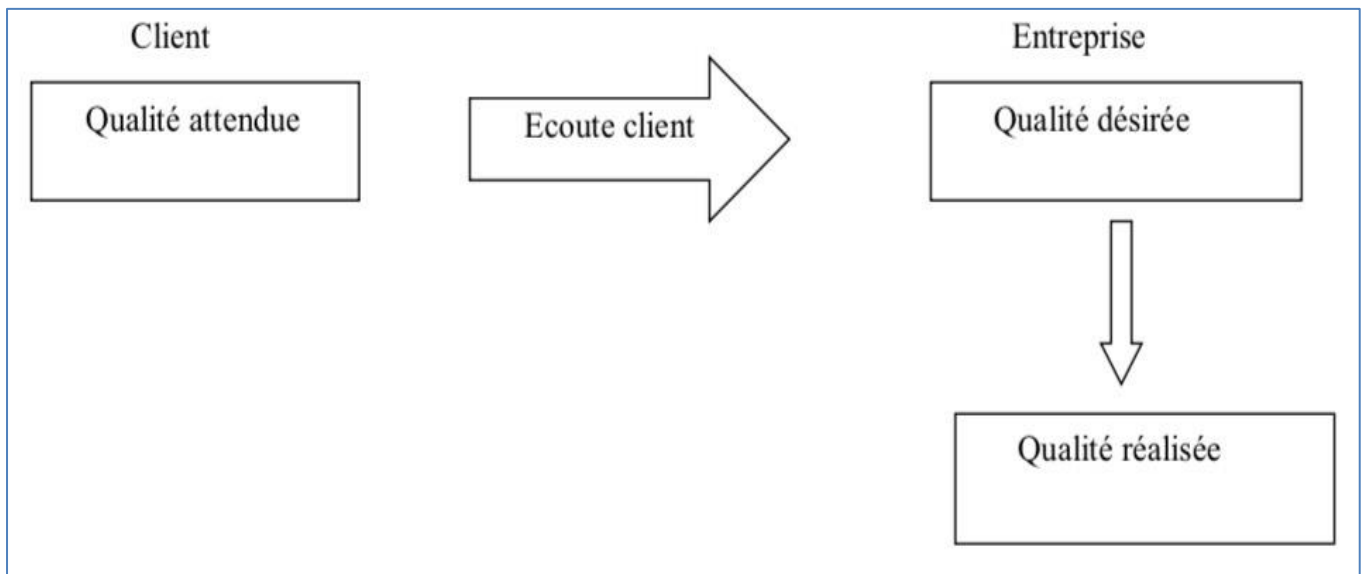 Client
Entreprise
Qualité attendue
Ecoute client
Qualité désirée
Qualité réalisée